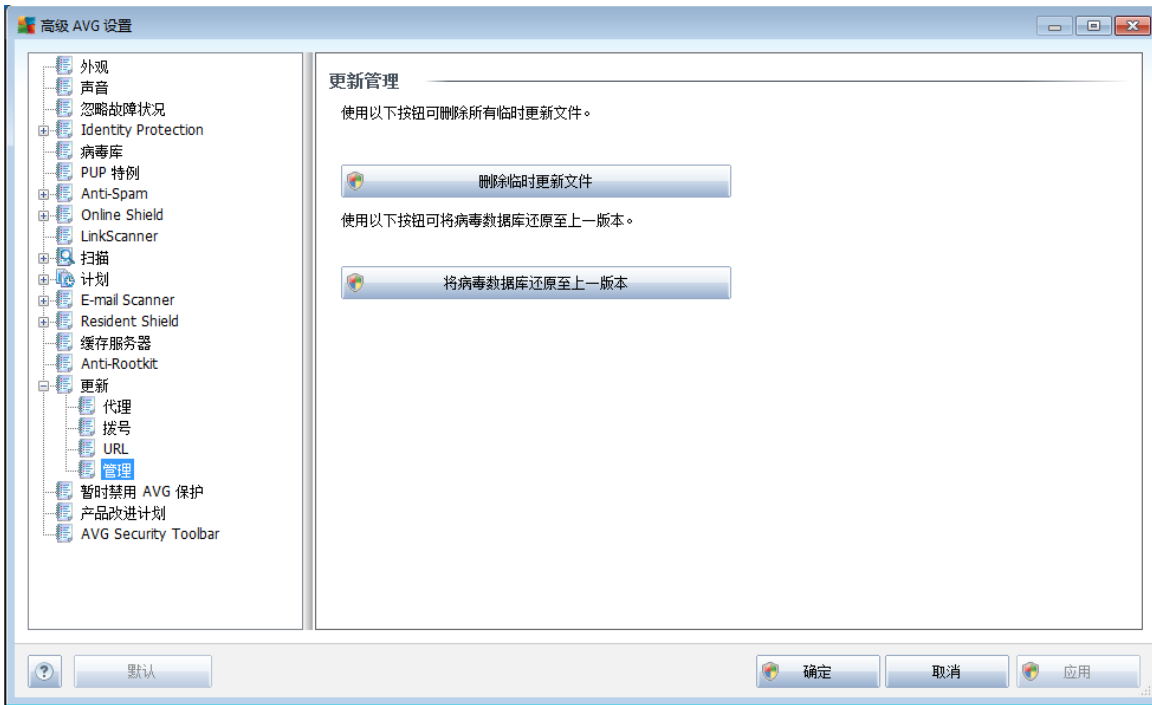 高级 AVG 设置
外观
声音
忽略故障状况
Identity Protection
病毒库
PUP 特例
Anti-Spam
Online Shield
LinkScanner
扫描
计划
E-mail Scanner
Resident Shield
缓存服务器
Anti-Rootkit
更新
代理
拨号
URL
管理
暂时禁用 AVG 保护
产品改进计划
AVG Security Toolbar
更新管理
使用以下按钮可删除所有临时更新文件。
删除临时更新文件
使用以下按钮可将病毒数据库还原至上一版本。
将病毒数据库还原至上一版本
?
默认
确定
取消
应用